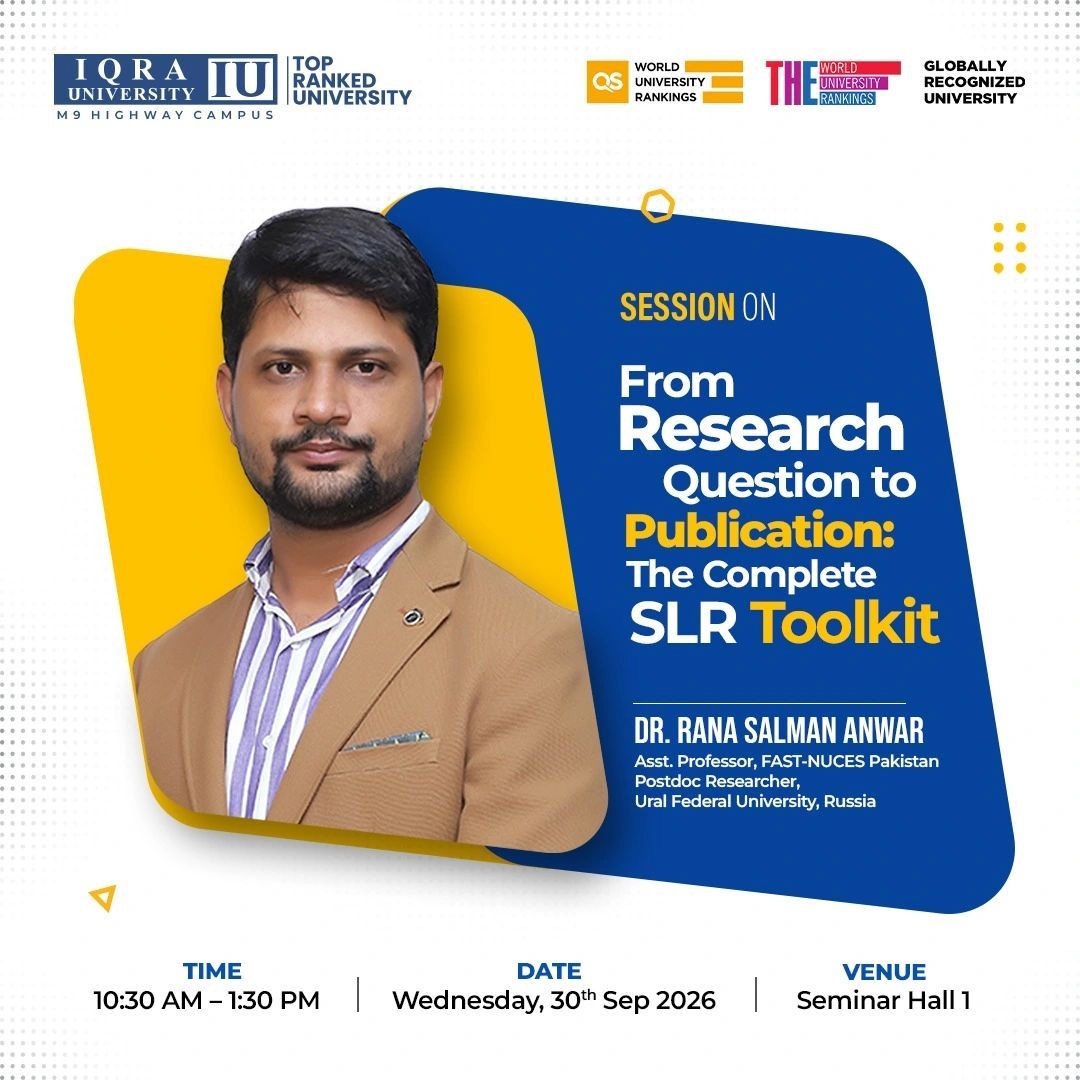 IQRA
UNIVERSITY
IU
M9 HIGHWAY CAMPUS
TOP
RANKED
UNIVERSITY
QS
WORLD
UNIVERSITY
RANKINGS
THE
WORLD
UNIVERSITY
RANKINGS
GLOBALLY
RECOGNIZED
UNIVERSITY
SESSION ON
From
Research
Question to
Publication:
The Complete
SLR Toolkit
DR. RANA SALMAN ANWAR
Asst. Professor, FAST-NUCES Pakistan
Postdoc Researcher,
Ural Federal University, Russia
TIME
10:30 AM – 1:30 PM
DATE
Wednesday, 30th Sep 2026
VENUE
Seminar Hall 1